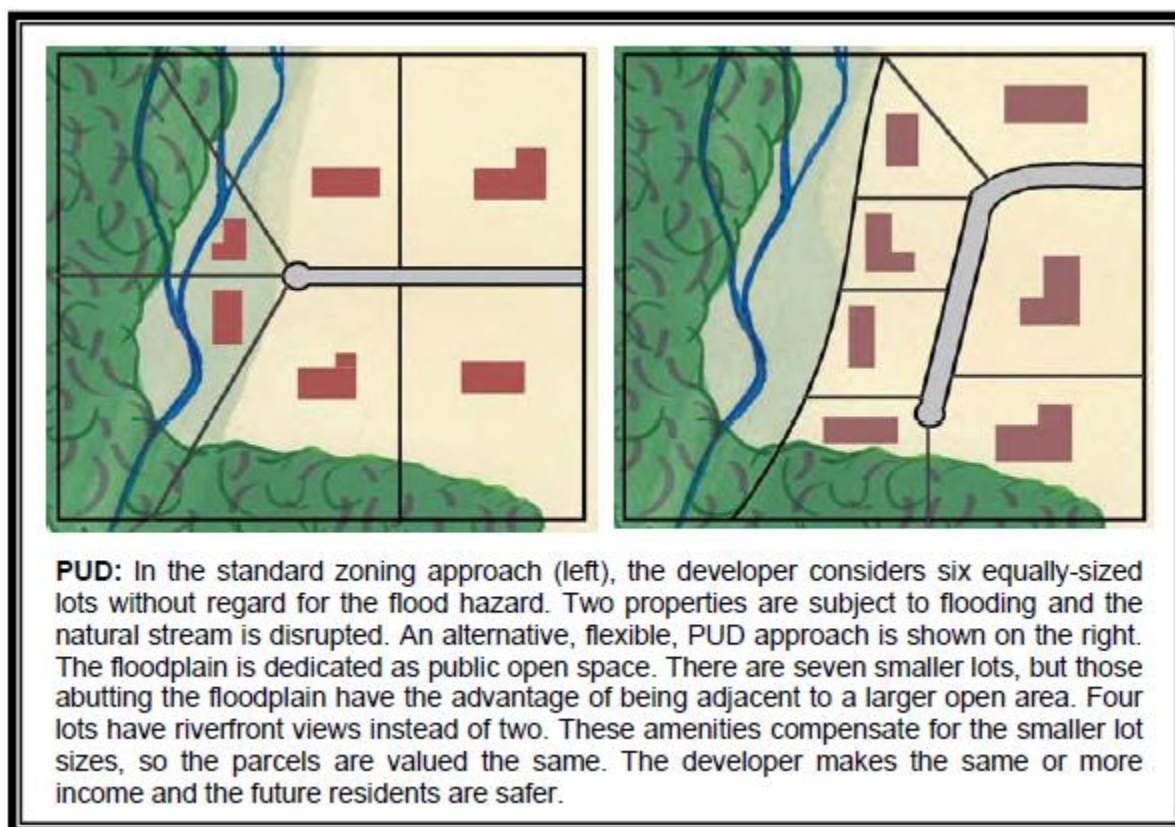 PUD: In the standard zoning approach (left), the developer considers six equally-sized
lots without regard for the flood hazard. Two properties are subject to flooding and the
natural stream is disrupted. An alternative, flexible, PUD approach is shown on the right.
The floodplain is dedicated as public open space. There are seven smaller lots, but those
abutting the floodplain have the advantage of being adjacent to a larger open area. Four
lots have riverfront views instead of two. These amenities compensate for the smaller lot
sizes, so the parcels are valued the same. The developer makes the same or more
income and the future residents are safer.